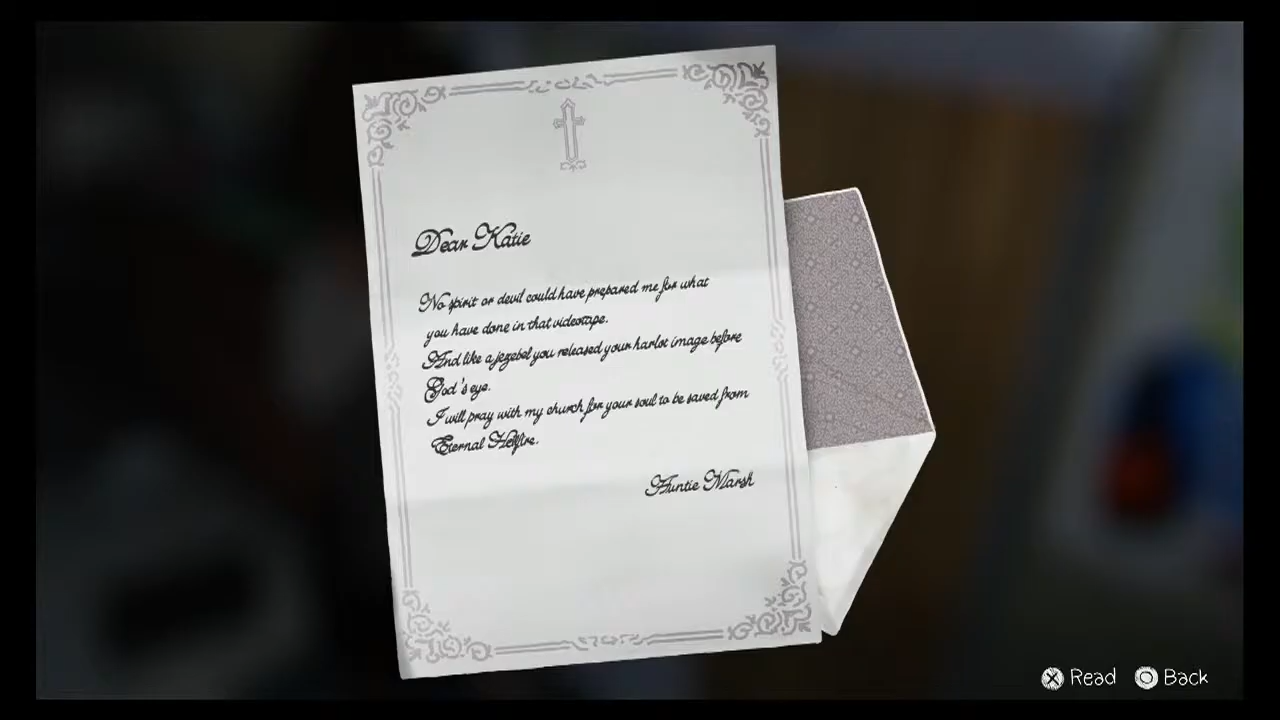 Dear Katie
No spirit or devil could have prepared me for what
you have done in that videotape.
And like a jezebel you released your harlot image before
God's eye.
I will pray with my church for your soul to be saved from
Eternal Hellfire.
Auntie Marsh
Read
Back